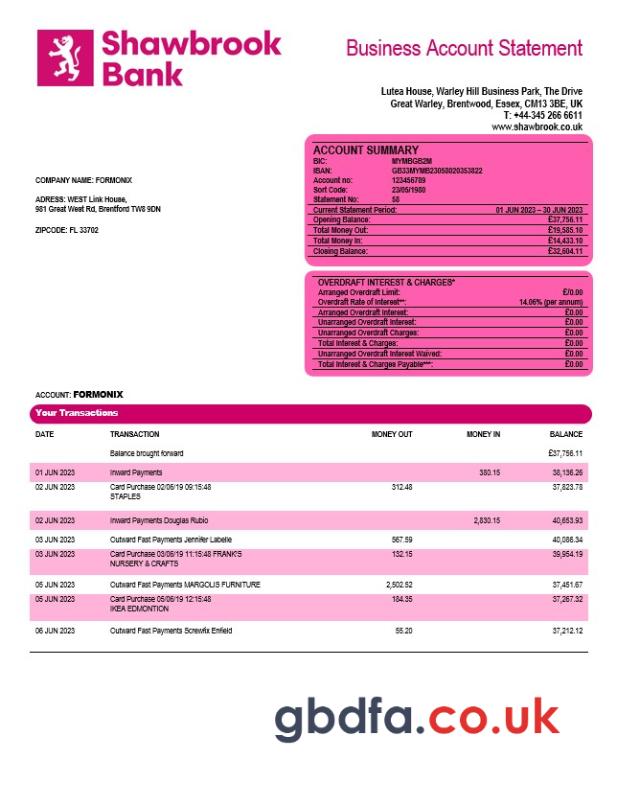 Shawbrook
Bank
Business Account Statement
Lutea House, Warley Hill Business Park, The Drive
Great Warley, Brentwood, Essex, CM13 3BE, UK
T: +44-345 266 6611
www.shawbrook.co.uk
COMPANY NAME: FORMONIX
ADRESS: WEST Link House,
981 Great West Rd, Brentford TW8 9DN
ZIPCODE: FL 33702
ACCOUNT SUMMARY
BIC: MYMBGB2M
IBAN: GB33MYMB23058020353822
Account no: 123456789
Sort Code: 23/05/1980
Statement No: 58
Current Statement Period: 01 JUN 2023 – 30 JUN 2023
Opening Balance: £37,756.11
Total Money Out: £19,585.10
Total Money In: £14,433.10
Closing Balance: £32,604.11
OVERDRAFT INTEREST & CHARGES*
Arranged Overdraft Limit: £/0.00
Overdraft Rate of Interest**: 14.06% (per annum)
Arranged Overdraft Interest: £0.00
Unarranged Overdraft Interest: £0.00
Unarranged Overdraft Charges: £0.00
Total Interest & Charges: £0.00
Unarranged Overdraft Interest Waived: £0.00
Total Interest & Charges Payable***: £0.00
ACCOUNT: FORMONIX
Your Transactions
DATE TRANSACTION MONEY OUT MONEY IN BALANCE
Balance brought forward £37,756.11
01 JUN 2023 Inward Payments 380.15 38,136.26
02 JUN 2023 Card Purchase 02/06/19 09:15:48 312.48 37,823.78
STAPLES
02 JUN 2023 Inward Payments Douglas Rubio 2,830.15 40,653.93
03 JUN 2023 Outward Fast Payments Jennifer Labelle 567.59 40,086.34
03 JUN 2023 Card Purchase 03/06/19 11:15:48 FRANK'S 132.15 39,954.19
NURSERY & CRAFTS
05 JUN 2023 Outward Fast Payments MARGOLIS FURNITURE 2,502.52 37,451.67
05 JUN 2023 Card Purchase 05/06/19 12:15:48 184.35 37,267.32
IKEA EDMONTION
06 JUN 2023 Outward Fast Payments Screwfix Enfield 55.20 37,212.12
gbdfa.co.uk